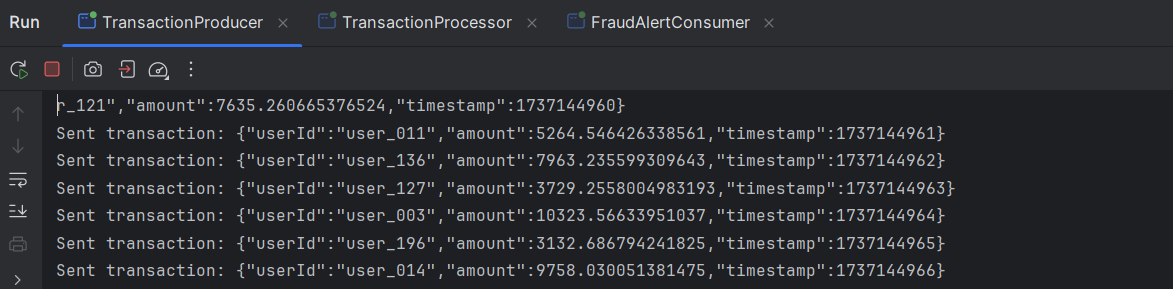 Run TransactionProducer TransactionProcessor FraudAlertConsumer
r_121","amount":7635.260665376524,"timestamp":1737144960}
Sent transaction: {"userId":"user_011","amount":5264.546426338561,"timestamp":1737144961}
Sent transaction: {"userId":"user_136","amount":7963.235599309643,"timestamp":1737144962}
Sent transaction: {"userId":"user_127","amount":3729.2558004983193,"timestamp":1737144963}
Sent transaction: {"userId":"user_003","amount":10323.56633951037,"timestamp":1737144964}
Sent transaction: {"userId":"user_196","amount":3132.686794241825,"timestamp":1737144965}
Sent transaction: {"userId":"user_014","amount":9758.030051381475,"timestamp":1737144966}